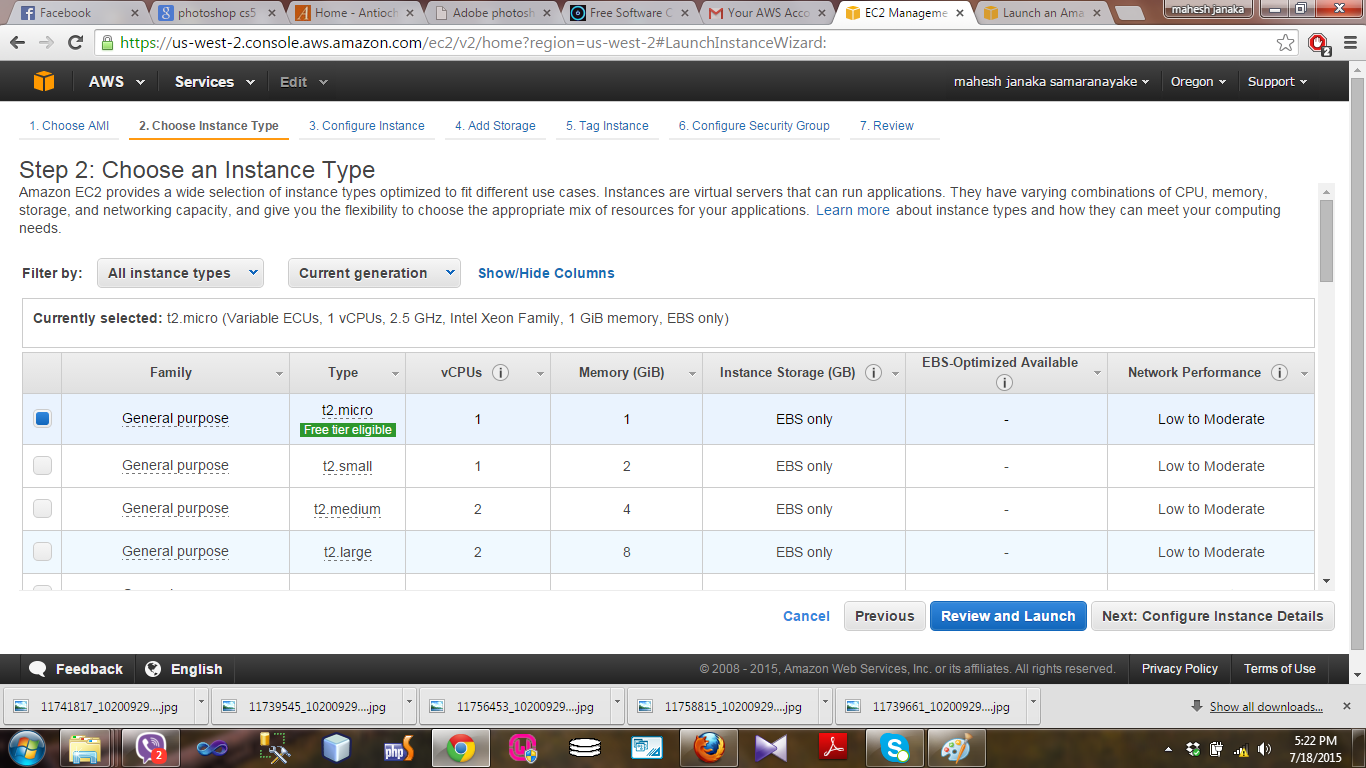 Facebook
photoshop cs5
Home - Antioch
Adobe photosh
Free Software C
Your AWS Acco
EC2 Manageme
Launch an Ama
mahesh janaka
https://us-west-2.console.aws.amazon.com/ec2/v2/home?region=us-west-2#LaunchInstanceWizard:
2
AWS Services Edit mahesh janaka samaranayake Oregon Support
1. Choose AMI 2. Choose Instance Type 3. Configure Instance 4. Add Storage 5. Tag Instance 6. Configure Security Group 7. Review
Step 2: Choose an Instance Type
Amazon EC2 provides a wide selection of instance types optimized to fit different use cases. Instances are virtual servers that can run applications. They have varying combinations of CPU, memory,
storage, and networking capacity, and give you the flexibility to choose the appropriate mix of resources for your applications. Learn more about instance types and how they can meet your computing
needs.
Filter by: All instance types Current generation Show/Hide Columns
Currently selected: t2.micro (Variable ECUs, 1 vCPUs, 2.5 GHz, Intel Xeon Family, 1 GiB memory, EBS only)
Family Type vCPUs i Memory (GiB) Instance Storage (GB) i EBS-Optimized Available i Network Performance i
General purpose t2.micro 1 1 EBS only - Low to Moderate
Free tier eligible
General purpose t2.small 1 2 EBS only - Low to Moderate
General purpose t2.medium 2 4 EBS only - Low to Moderate
General purpose t2.large 2 8 EBS only - Low to Moderate
Cancel Previous Review and Launch Next: Configure Instance Details
Feedback English © 2008 - 2015, Amazon Web Services, Inc. or its affiliates. All rights reserved. Privacy Policy Terms of Use
11741817_10200929....jpg 11739545_10200929....jpg 11756453_10200929....jpg 11758815_10200929....jpg 11739661_10200929....jpg Show all downloads...
2
php
5:22 PM
7/18/2015